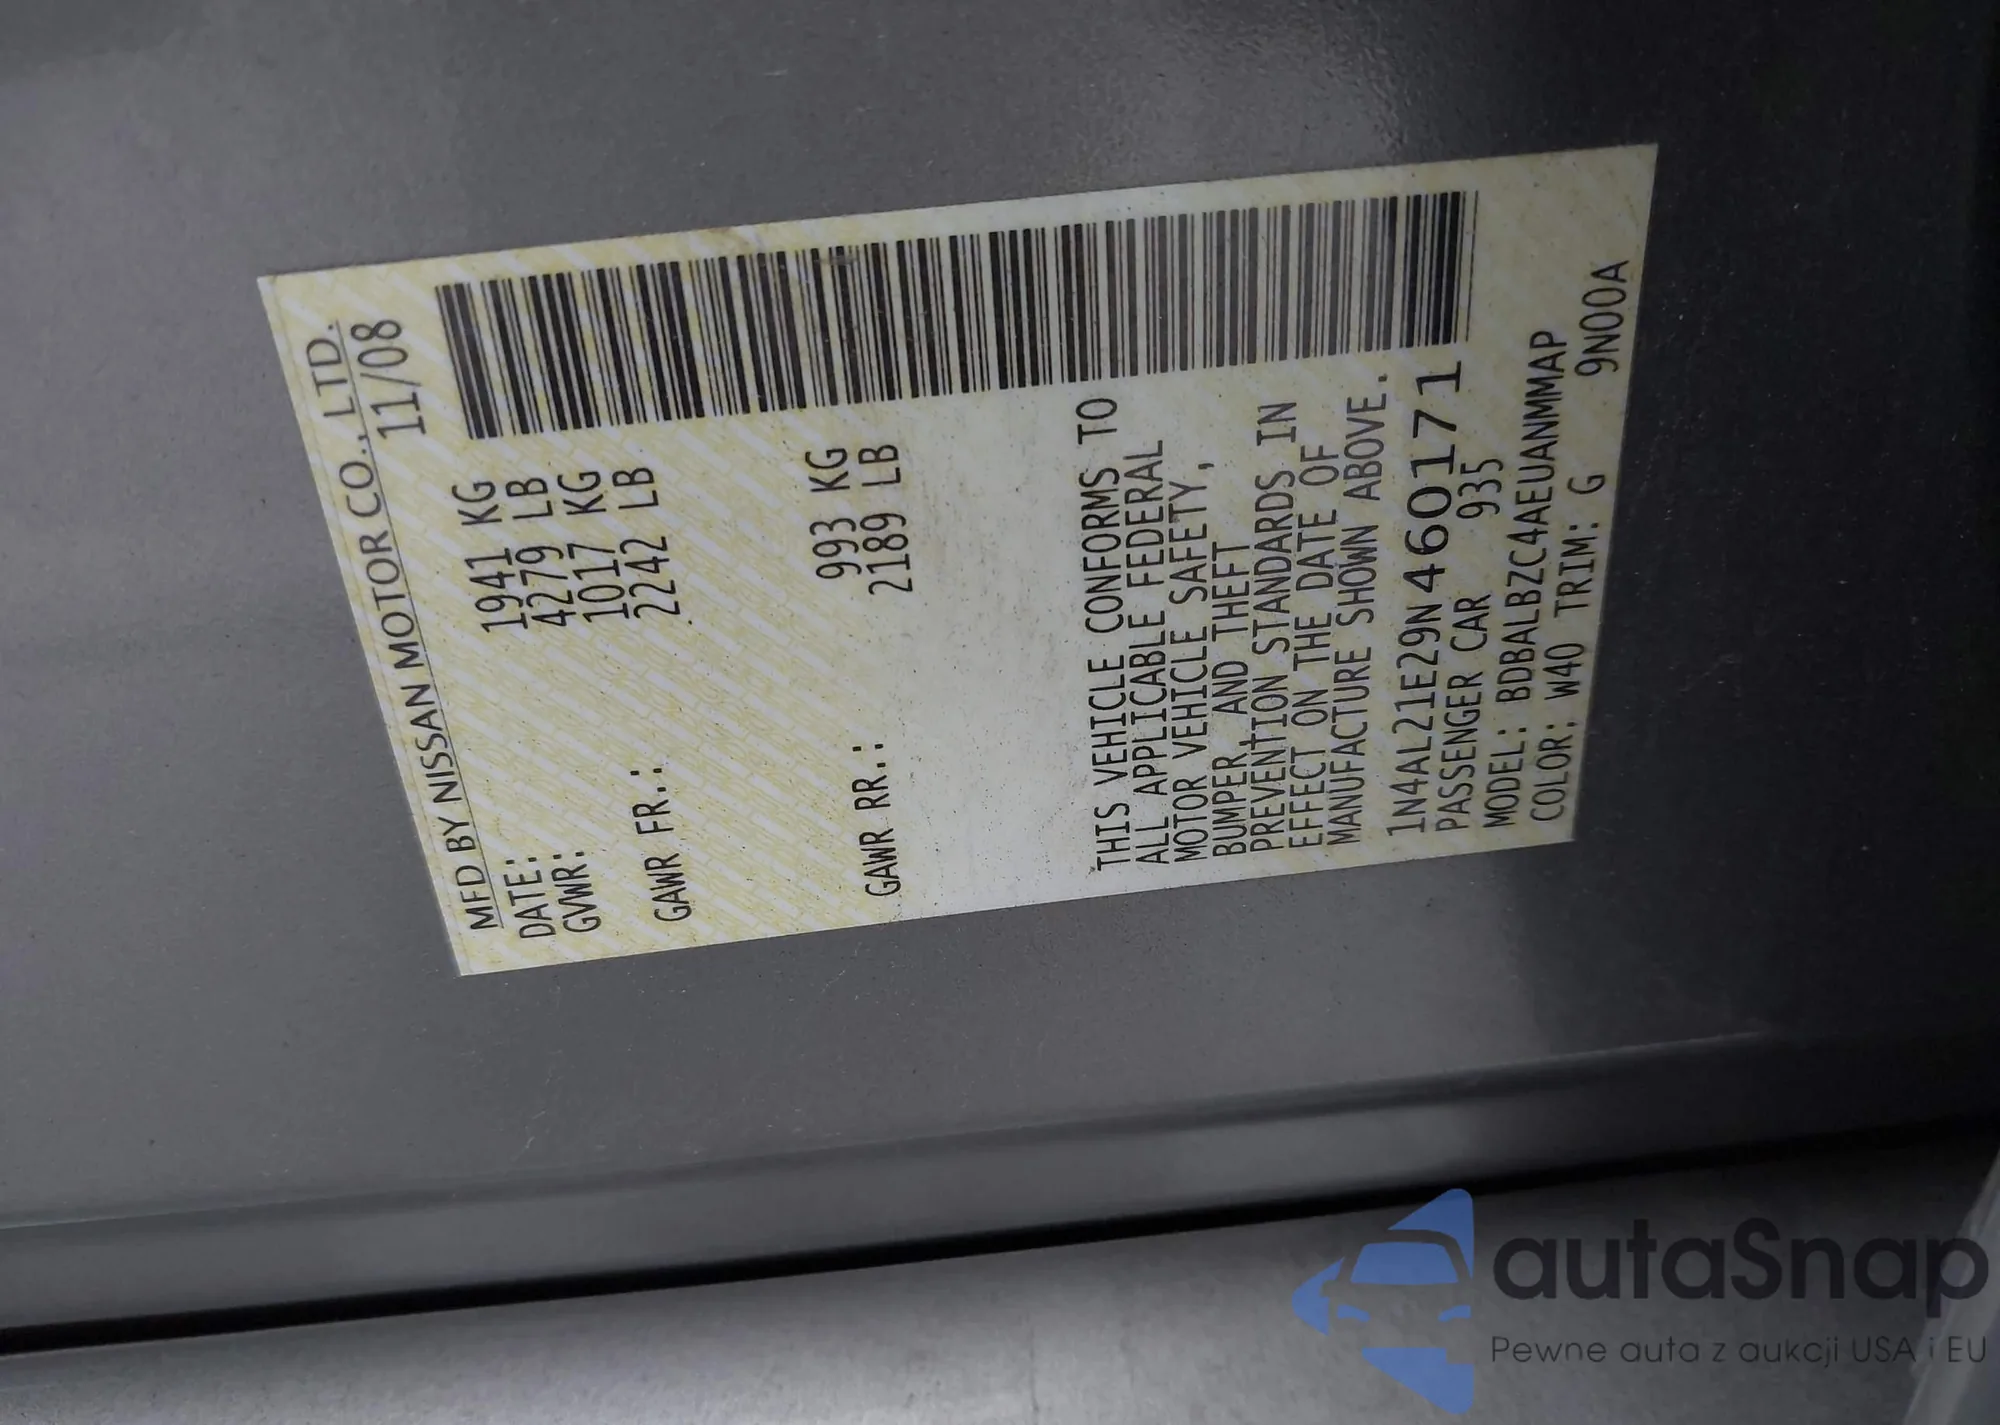 MFD BY NISSAN MOTOR CO., LTD.
DATE: 11/08
GVWR: 1941 KG
4279 LB
GAWR FR.: 1017 KG
2242 LB
GAWR RR.: 993 KG
2189 LB
THIS VEHICLE CONFORMS TO
ALL APPLICABLE FEDERAL
MOTOR VEHICLE SAFETY,
BUMPER, AND THEFT
PREVENTION STANDARDS IN
EFFECT ON THE DATE OF
MANUFACTURE SHOWN ABOVE.
1N4AL21E29N460171
PASSENGER CAR 935
MODEL: BDBALBZC4AEUANMMAP
COLOR: W40 TRIM: G 9N00A
autaSnap
Pewne auta z aukcji USA i EU